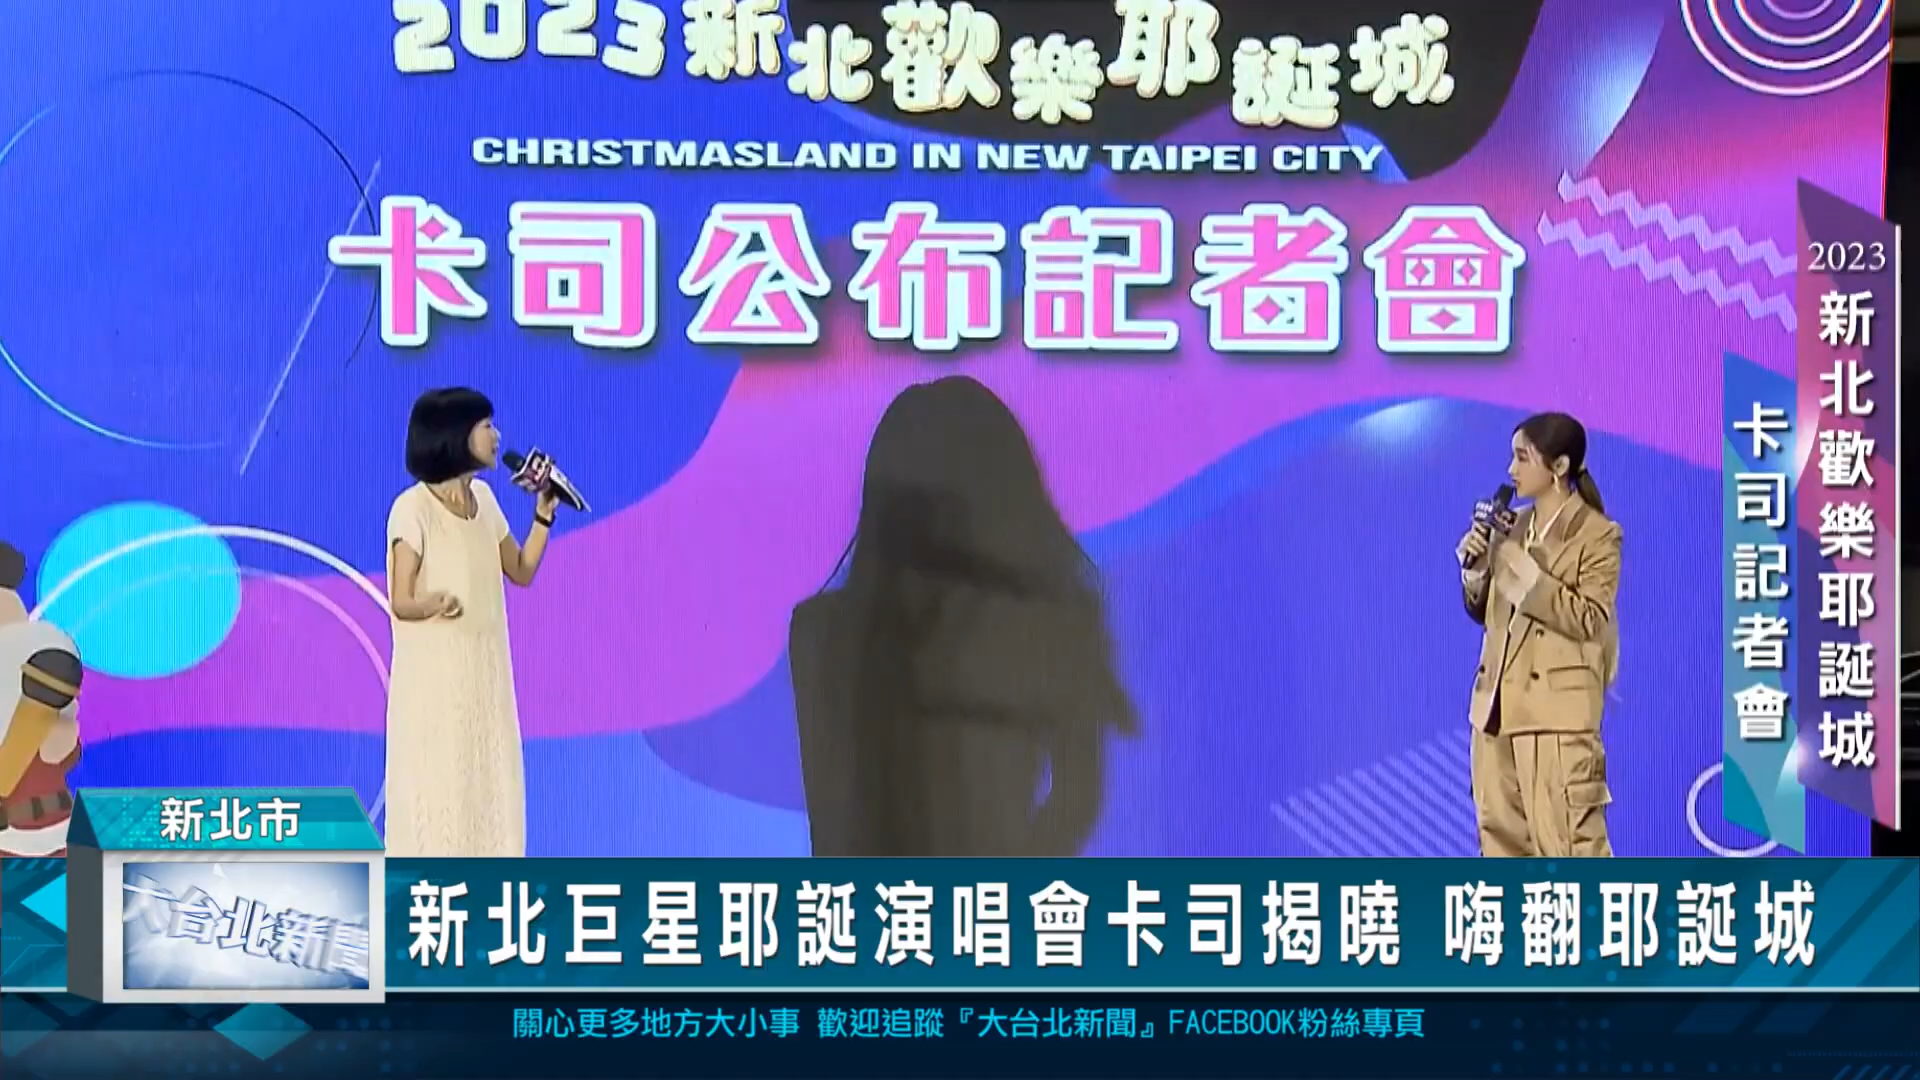 2023新北歡樂耶誕城
CHRISTMASLAND IN NEW TAIPEI CITY
卡司公布記者會
2023新北歡樂耶誕城
卡司記者會
新北市
大台北新聞
新北巨星耶誕演唱會卡司揭曉 嗨翻耶誕城
關心更多地方大小事 歡迎追蹤『大台北新聞』FACEBOOK粉絲專頁